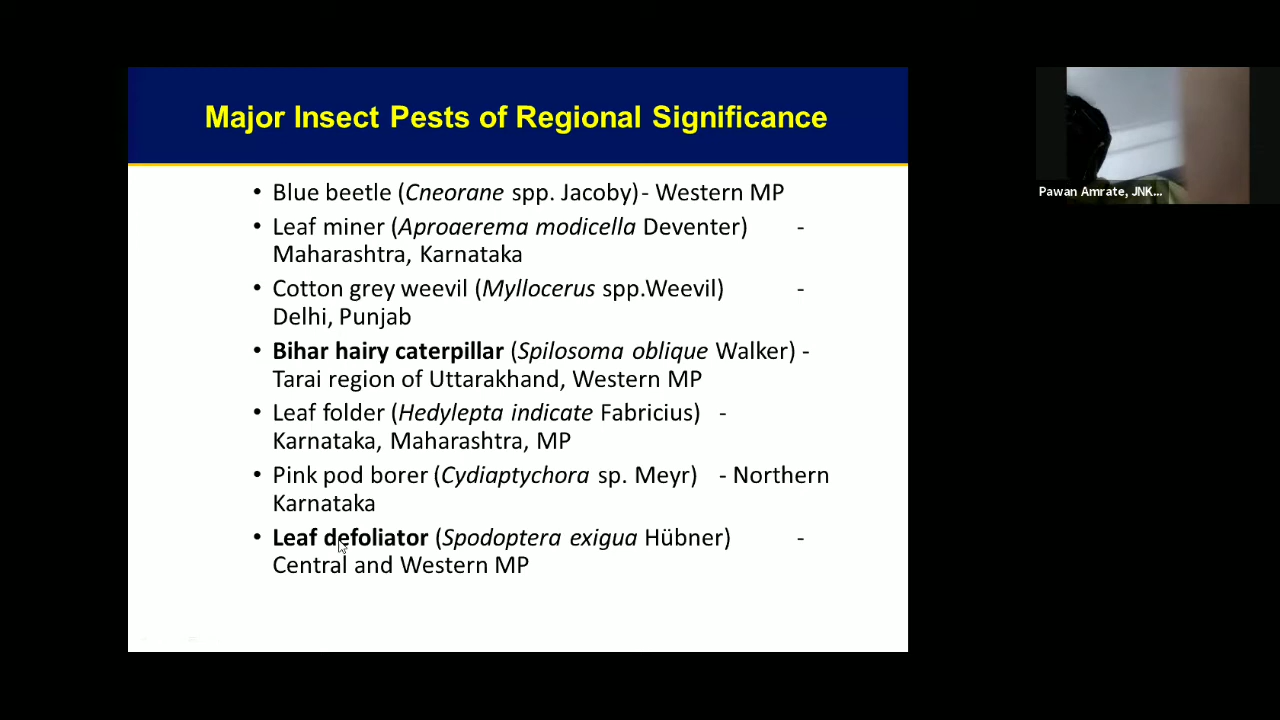 Major Insect Pests of Regional Significance
• Blue beetle (Cneorane spp. Jacoby) - Western MP
• Leaf miner (Aproaerema modicella Deventer) -
Maharashtra, Karnataka
• Cotton grey weevil (Myllocerus spp.Weevil) -
Delhi, Punjab
• Bihar hairy caterpillar (Spilosoma oblique Walker) -
Tarai region of Uttarakhand, Western MP
• Leaf folder (Hedylepta indicate Fabricius) -
Karnataka, Maharashtra, MP
• Pink pod borer (Cydiaptychora sp. Meyr) - Northern
Karnataka
• Leaf defoliator (Spodoptera exigua Hübner) -
Central and Western MP
Pawan Amrate, JNK...